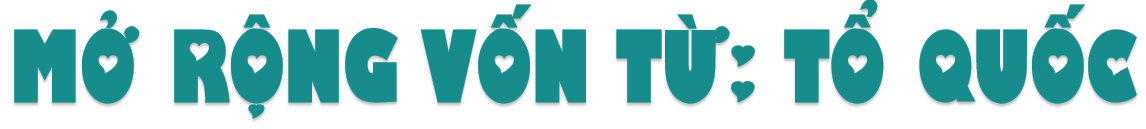 MỞ RỘNG VỐN TỪ: TỔ QUỐC